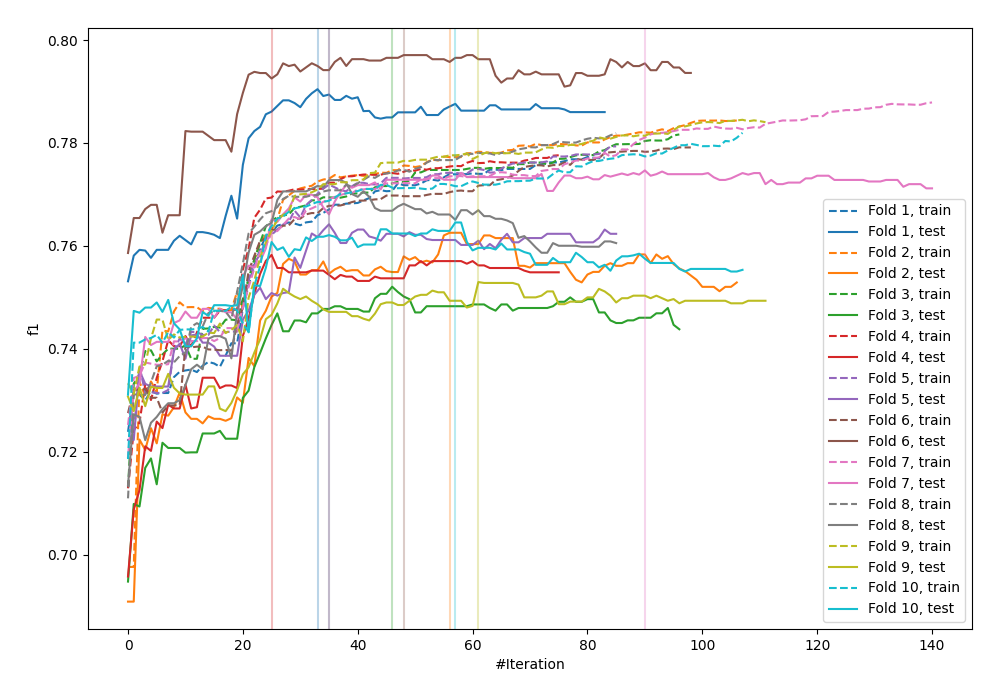 0.80
0.78
0.76
0.74
0.72
0.70
f1
0
20
40
60
80
100
120
140
#Iteration
Fold 1, train
Fold 1, test
Fold 2, train
Fold 2, test
Fold 3, train
Fold 3, test
Fold 4, train
Fold 4, test
Fold 5, train
Fold 5, test
Fold 6, train
Fold 6, test
Fold 7, train
Fold 7, test
Fold 8, train
Fold 8, test
Fold 9, train
Fold 9, test
Fold 10, train
Fold 10, test